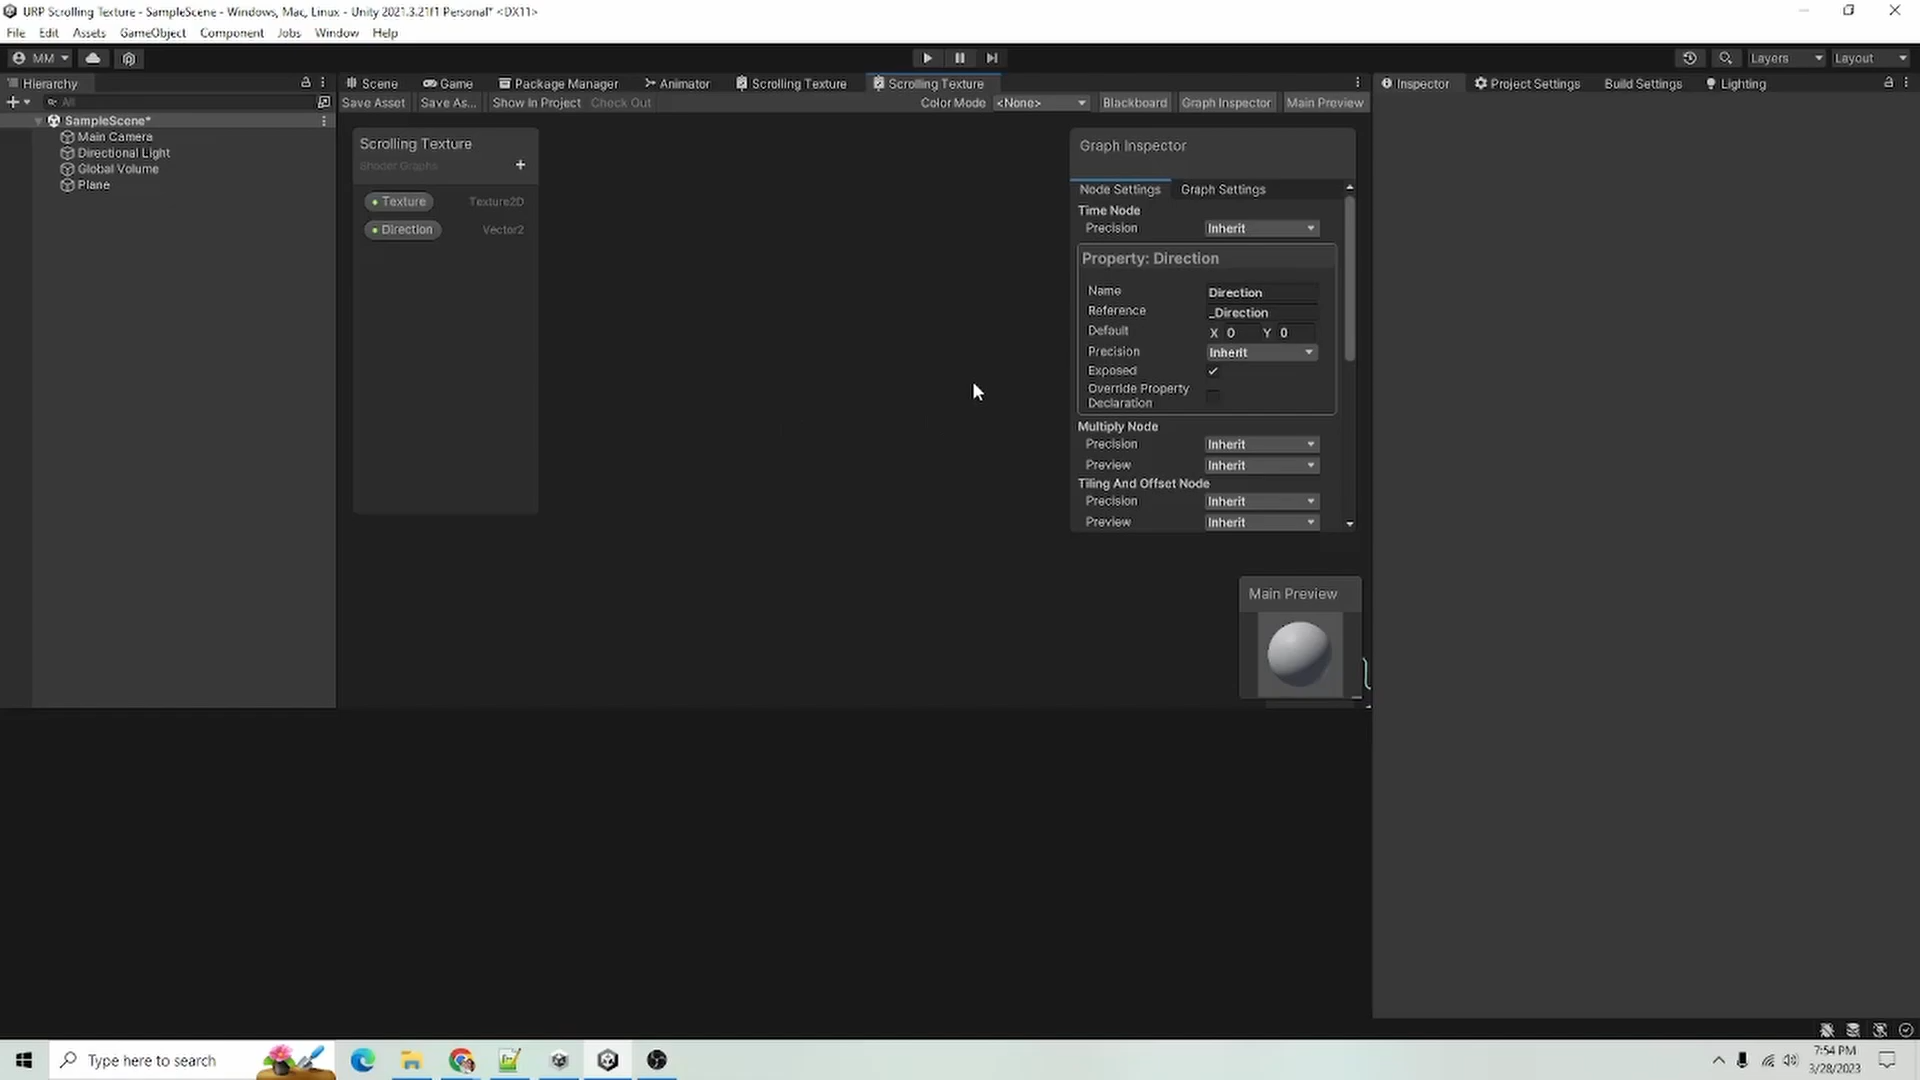 URP Scrolling Texture - SampleScene - Windows, Mac, Linux - Unity 2021.3.21f1 Personal* <DX11>
File Edit Assets GameObject Component Jobs Window Help
MM Layers Layout
Hierarchy Scene Game Package Manager Animator Scrolling Texture Scrolling Texture Inspector Project Settings Build Settings Lighting
All Save Asset Save As... Show In Project Check Out Color Mode <None> Blackboard Graph Inspector Main Preview
SampleScene*
Main Camera
Directional Light
Global Volume
Plane
Scrolling Texture
Shader Graphs
Texture Texture2D
Direction Vector2
Graph Inspector
Node Settings Graph Settings
Time Node
Precision Inherit
Property: Direction
Name Direction
Reference _Direction
Default X 0 Y 0
Precision Inherit
Exposed
Override Property
Declaration
Multiply Node
Precision Inherit
Preview Inherit
Tiling And Offset Node
Precision Inherit
Preview Inherit
Main Preview
Type here to search
7:54 PM
3/28/2023